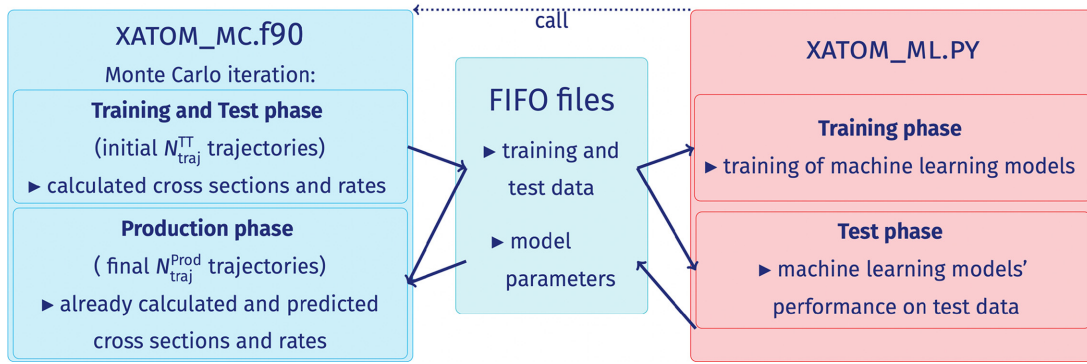 call
XATOM_MC.f90
Monte Carlo iteration:
Training and Test phase
(initial N^TT_traj trajectories)
► calculated cross sections and rates
Production phase
( final N^Prod_traj trajectories)
► already calculated and predicted
cross sections and rates
FIFO files
► training and
test data
► model
parameters
XATOM_ML.PY
Training phase
► training of machine learning models
Test phase
► machine learning models'
performance on test data